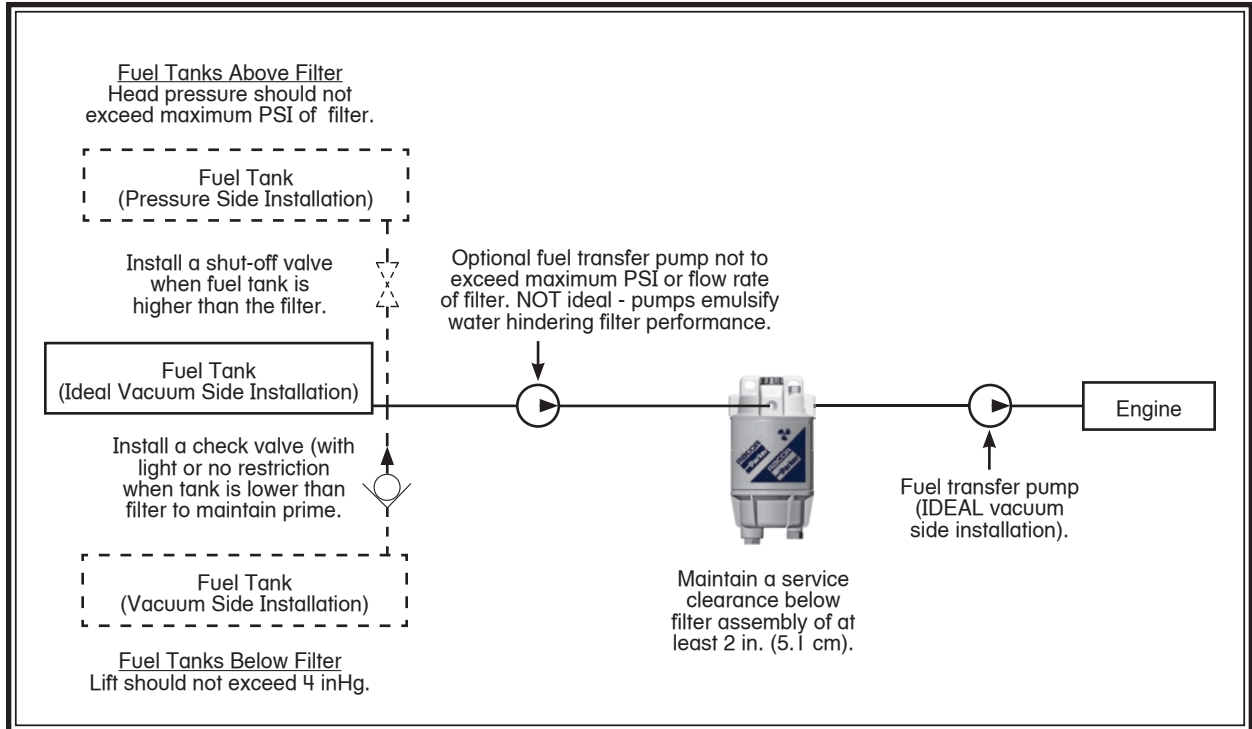 Fuel Tanks Above Filter
Head pressure should not
exceed maximum PSI of filter.
Fuel Tank
(Pressure Side Installation)
Install a shut-off valve
when fuel tank is
higher than the filter.
Optional fuel transfer pump not to
exceed maximum PSI or flow rate
of filter. NOT ideal - pumps emulsify
water hindering filter performance.
Fuel Tank
(Ideal Vacuum Side Installation)
Engine
Install a check valve (with
light or no restriction
when tank is lower than
filter to maintain prime.
RACOR
Parker
RACOR
Parker
Fuel transfer pump
(IDEAL vacuum
side installation).
Fuel Tank
(Vacuum Side Installation)
Maintain a service
clearance below
filter assembly of at
least 2 in. (5.1 cm).
Fuel Tanks Below Filter
Lift should not exceed 4 inHg.